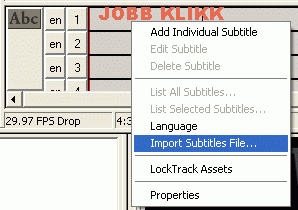 JOBB KLIKK
Abc
en 1
en 2
en 3
en 4
Add Individual Subtitle
Edit Subtitle
Delete Subtitle
List All Subtitles...
List Selected Subtitles...
Language
Import Subtitles File...
LockTrack Assets
Properties
29.97 FPS Drop
4:3